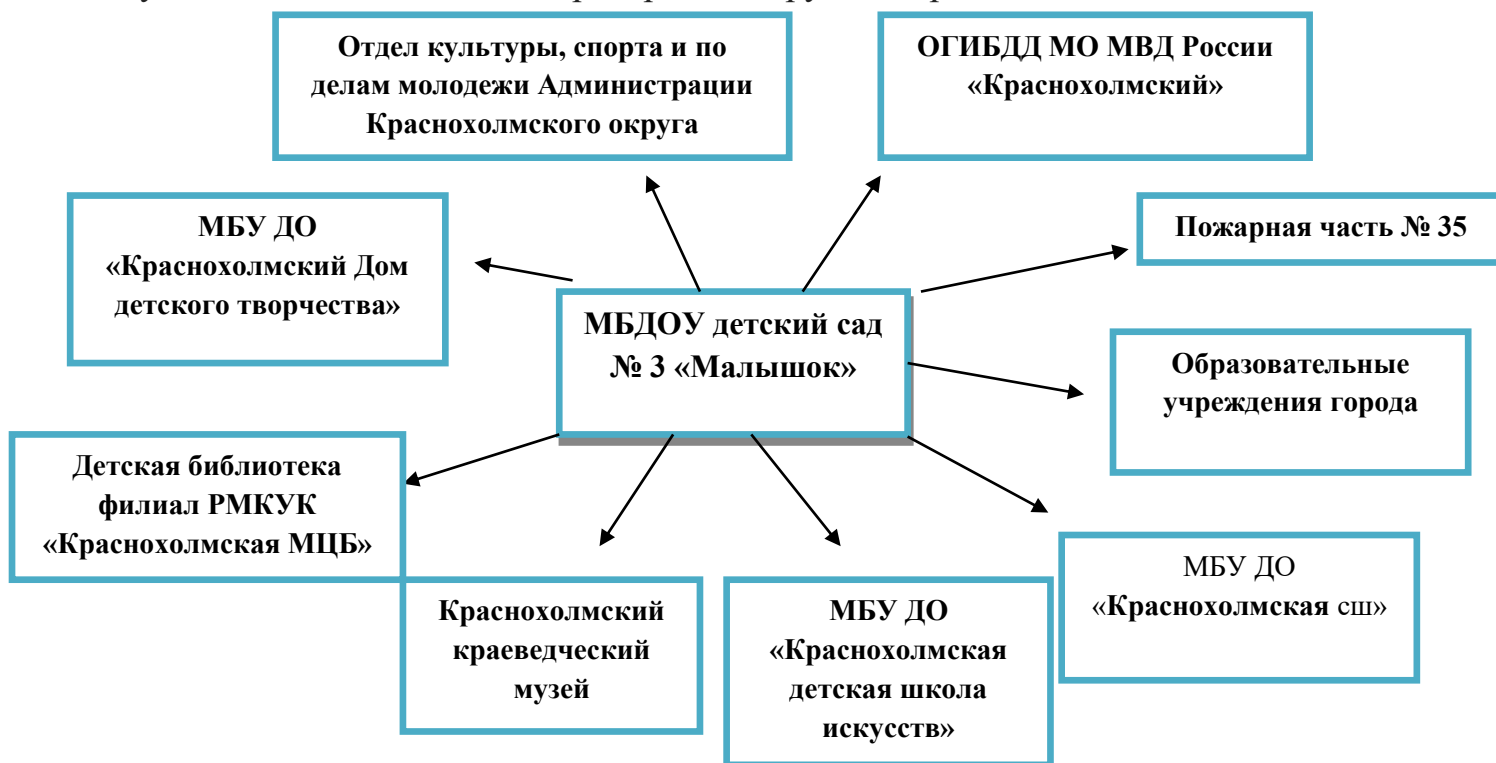 Отдел культуры, спорта и по
делам молодежи Администрации
Краснохолмского округа
ОГИБДД МО МВД России
«Краснохолмский»
МБУ ДО
«Краснохолмский Дом
детского творчества»
Пожарная часть № 35
МБДОУ детский сад
№ 3 «Малышок»
Образовательные
учреждения города
Детская библиотека
филиал РМКУК
«Краснохолмская МЦБ»
Краснохолмский
краеведческий
музей
МБУ ДО
«Краснохолмская
детская школа
искусств»
МБУ ДО
«Краснохолмская сш»